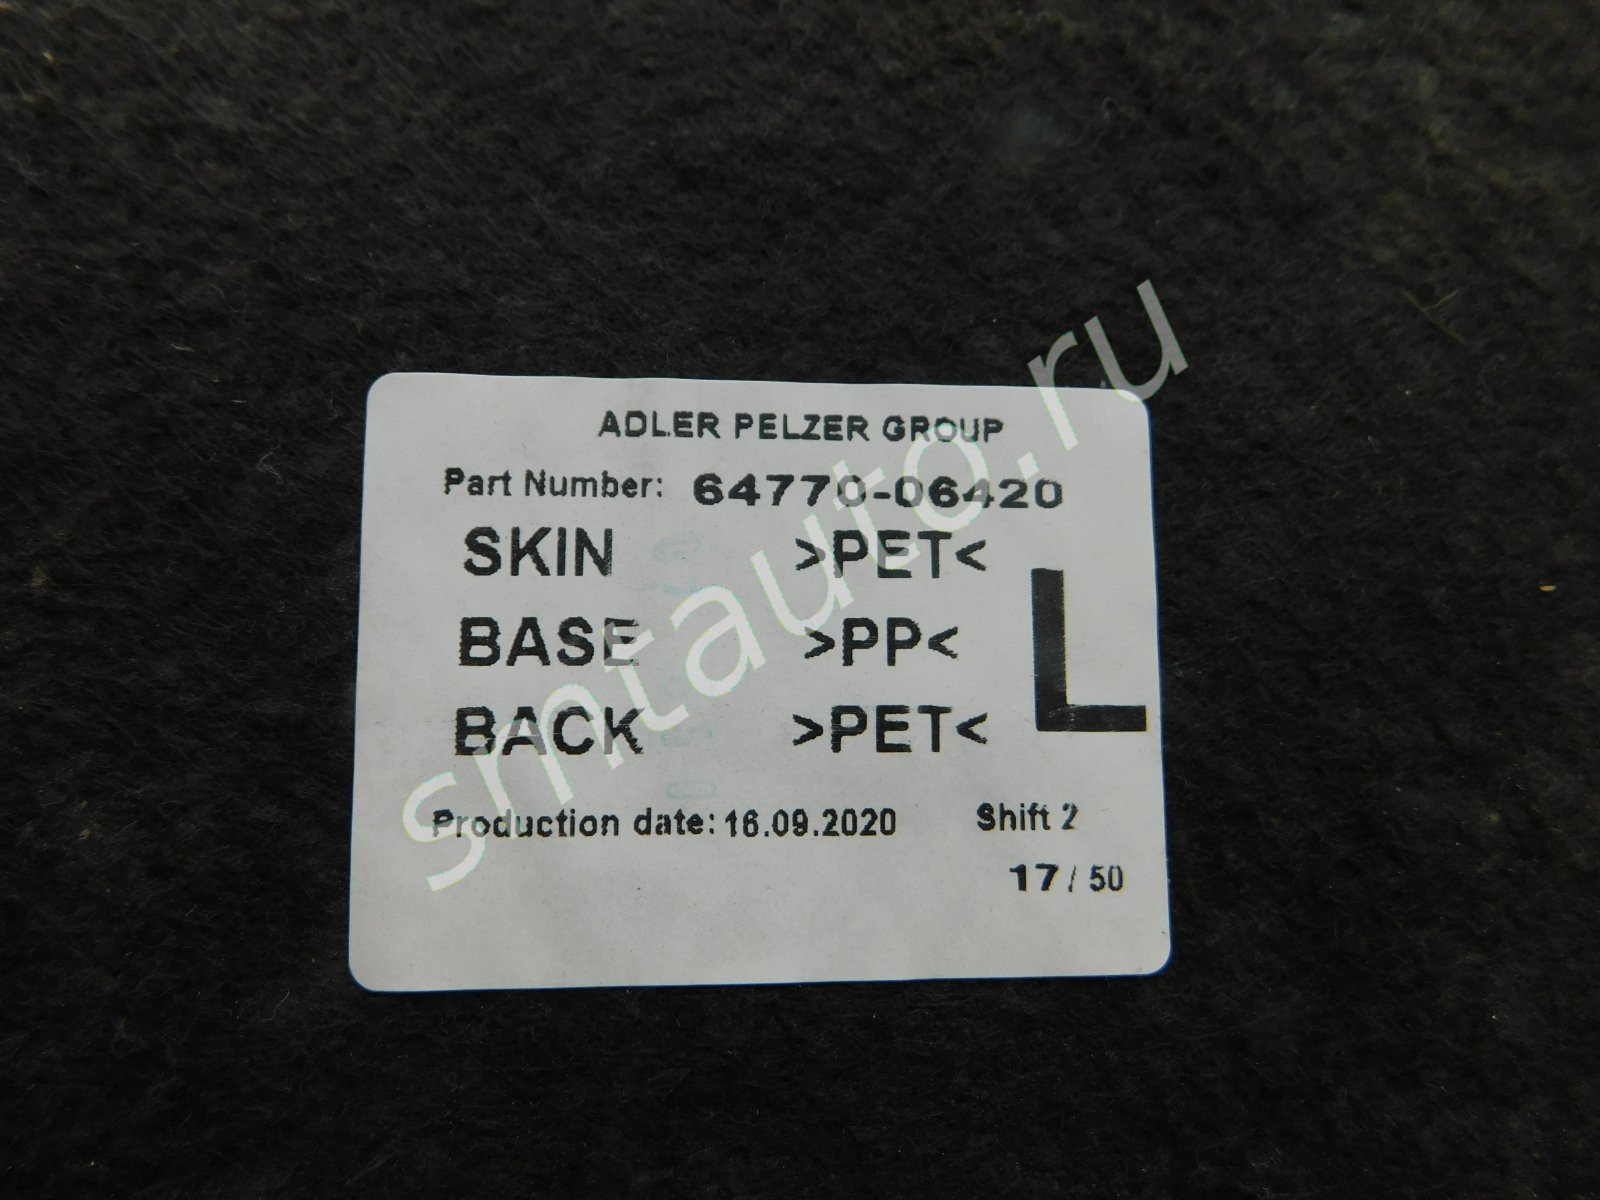 ADLER PELZER GROUP
Part Number: 64770-06420
SKIN >PET<
BASE >PP<
BACK >PET<
L
Production date: 16.09.2020 Shift 2
17 / 50
smtauto.ru